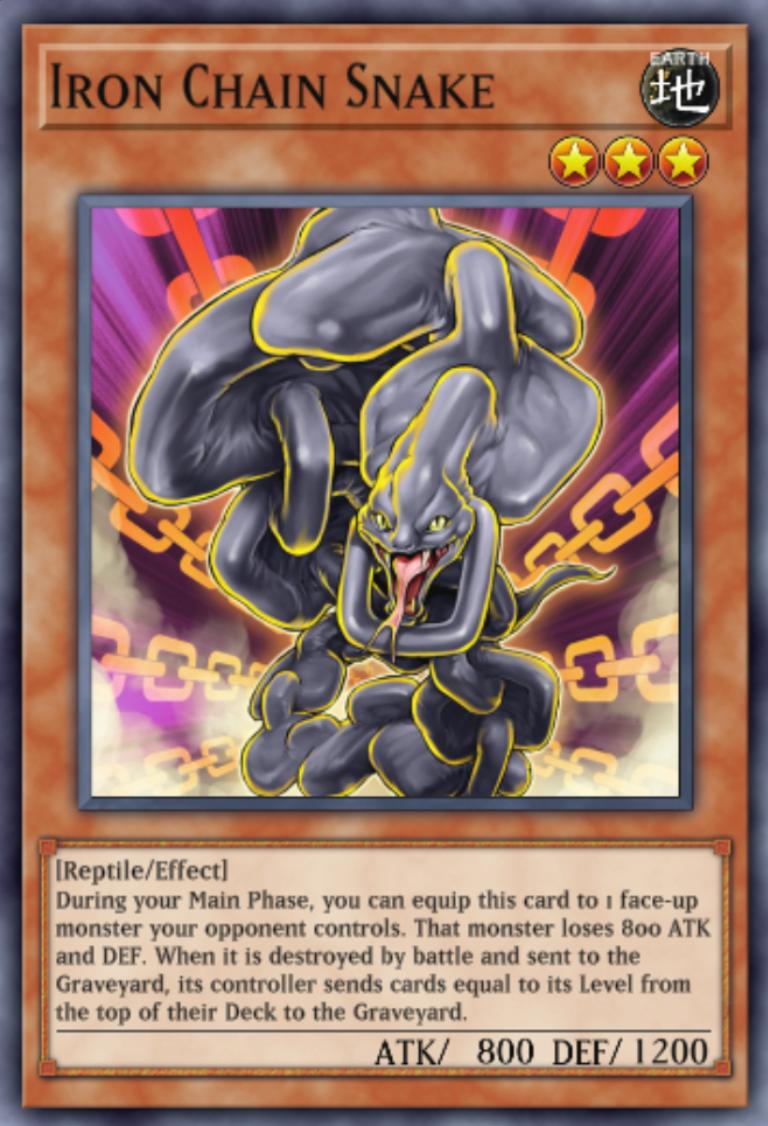 Iron Chain Snake
EARTH
地
[Reptile/Effect]
During your Main Phase, you can equip this card to 1 face-up
monster your opponent controls. That monster loses 800 ATK
and DEF. When it is destroyed by battle and sent to the
Graveyard, its controller sends cards equal to its Level from
the top of their Deck to the Graveyard.
ATK/ 800 DEF/ 1200